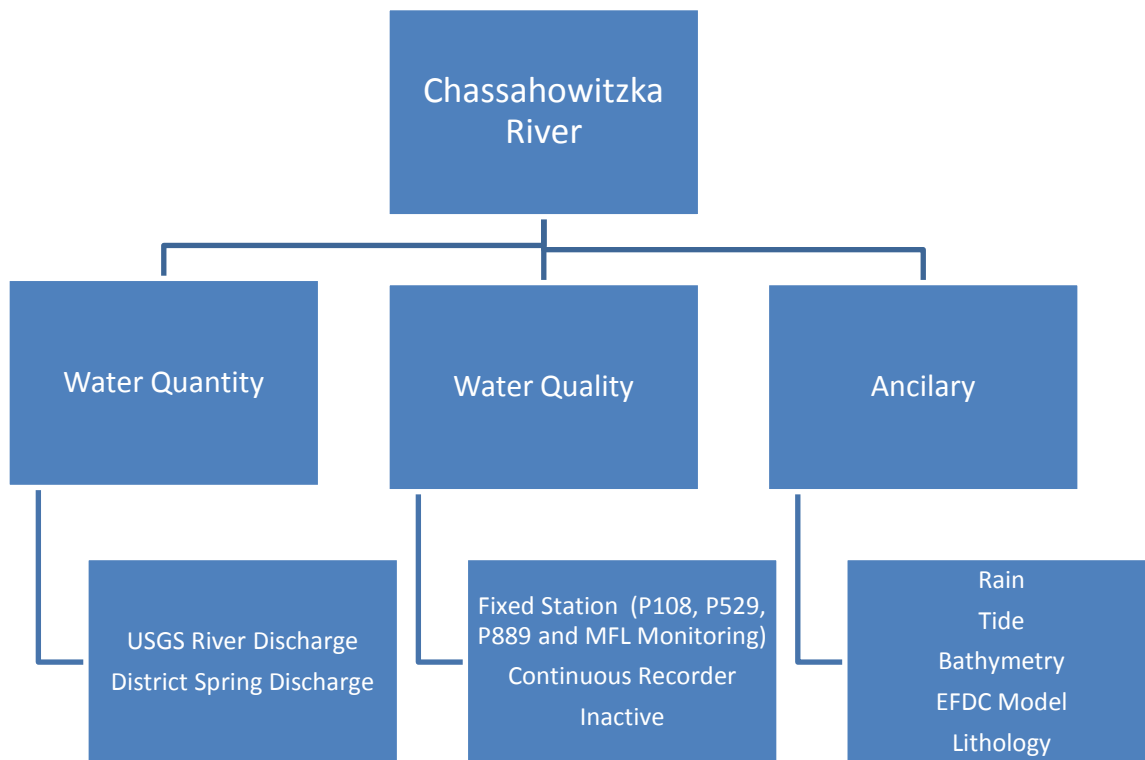 Chassahowitzka
River
Water Quantity
Water Quality
Ancilary
USGS River Discharge
District Spring Discharge
Fixed Station (P108, P529,
P889 and MFL Monitoring)
Continuous Recorder
Inactive
Rain
Tide
Bathymetry
EFDC Model
Lithology